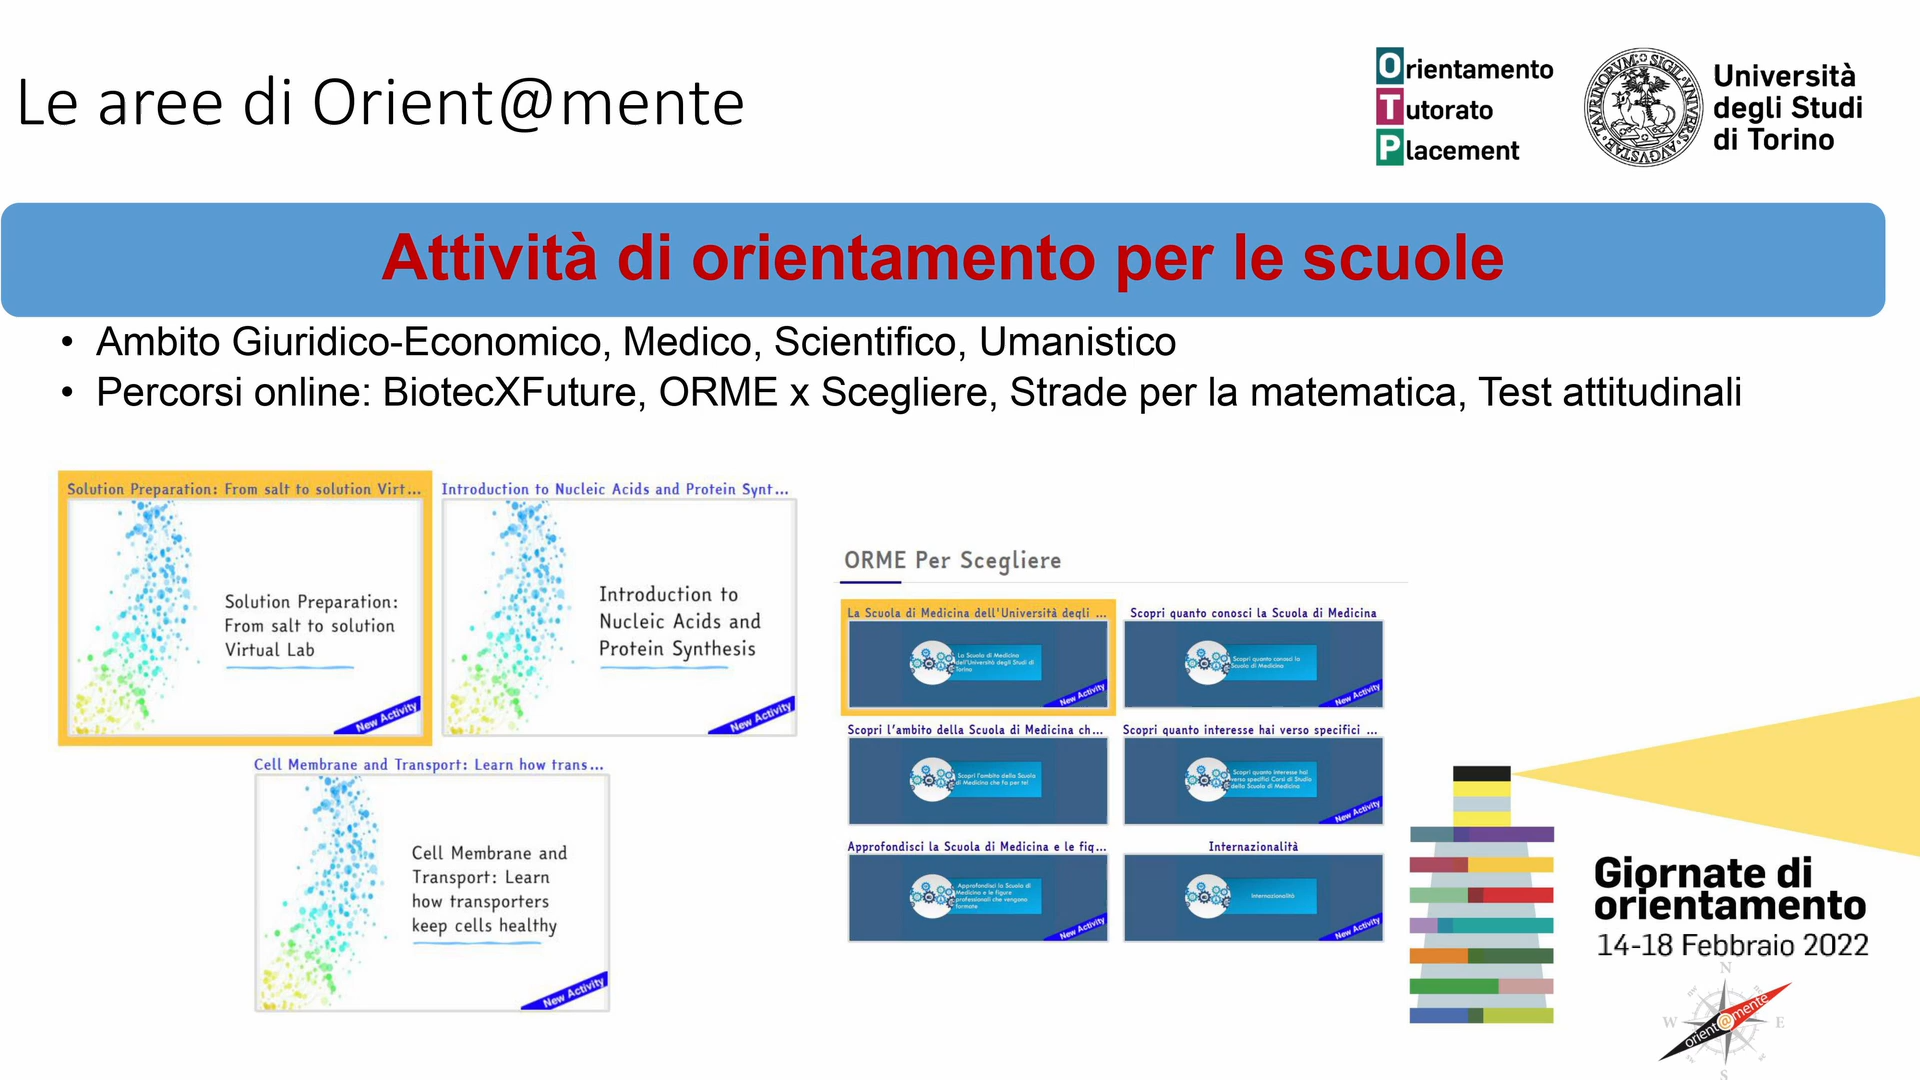 Le aree di Orient@mente
Orientamento
Tutorato
Placement
Università
degli Studi
di Torino
Attività di orientamento per le scuole
• Ambito Giuridico-Economico, Medico, Scientifico, Umanistico
• Percorsi online: BiotecXFuture, ORME x Scegliere, Strade per la matematica, Test attitudinali
Solution Preparation: From salt to solution Virt...
Solution Preparation:
From salt to solution
Virtual Lab
New Activity
Introduction to Nucleic Acids and Protein Synt...
Introduction to
Nucleic Acids and
Protein Synthesis
New Activity
Cell Membrane and Transport: Learn how trans...
Cell Membrane and
Transport: Learn
how transporters
keep cells healthy
New Activity
ORME Per Scegliere
La Scuola di Medicina dell'Università degli ...
La Scuola di Medicina
dell'Università degli Studi di
Torino
New Activity
Scopri quanto conosci la Scuola di Medicina
Scopri quanto conosci la
Scuola di Medicina
New Activity
Scopri l'ambito della Scuola di Medicina ch...
Scopri l'ambito della Scuola
di Medicina che fa per te!
Scopri quanto interesse hai verso specifici ...
Scopri quanto interesse hai
verso specifici Corsi di Studio
della Scuola di Medicina
New Activity
Approfondisci la Scuola di Medicina e le fig...
Approfondisci la Scuola di
Medicina e le figure
professionali che vengono
formate
New Activity
Internazionalità
Internazionalità
New Activity
Giornate di
orientamento
14-18 Febbraio 2022
N
W
E
S
orient@mente